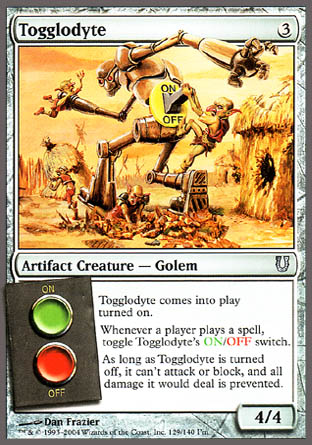 Togglodyte 3
ON
OFF
Artifact Creature — Golem
ON
OFF
Togglodyte comes into play
turned on.
Whenever a player plays a spell,
toggle Togglodyte's ON/OFF switch.
As long as Togglodyte is turned
off, it can't attack or block, and all
damage it would deal is prevented.
Dan Frazier
™ & © 1993–2004 Wizards of the Coast, Inc. 129/140
4/4